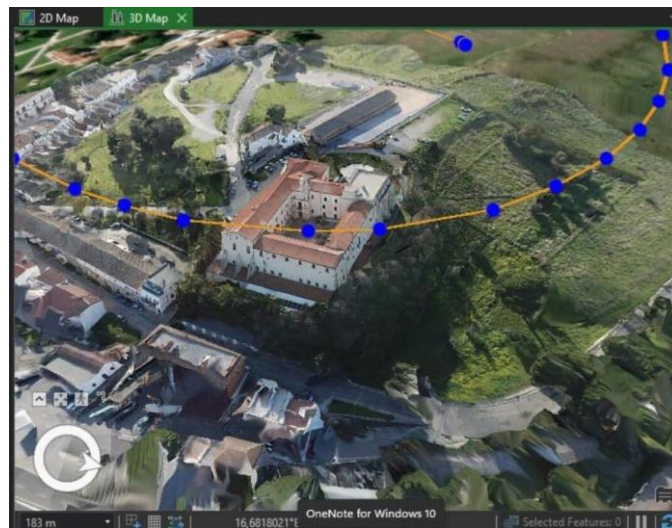 2D Map
3D Map
183 m
16,6818021°E
OneNote for Windows 10
Selected Features: 0